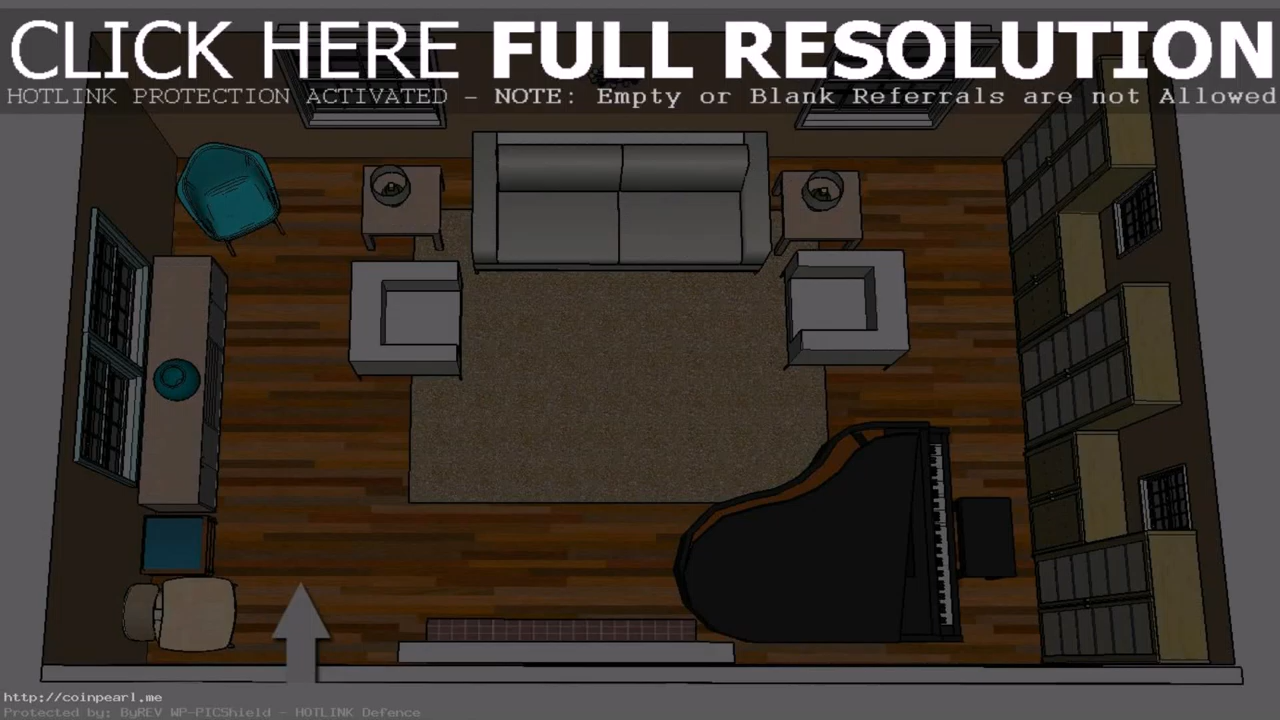 CLICK HERE FULL RESOLUTION
HOTLINK PROTECTION ACTIVATED - NOTE: Empty or Blank Referrals are not Allowed
http://coinpearl.me
Protected by: ByREV WP-PICShield - HOTLINK Defence